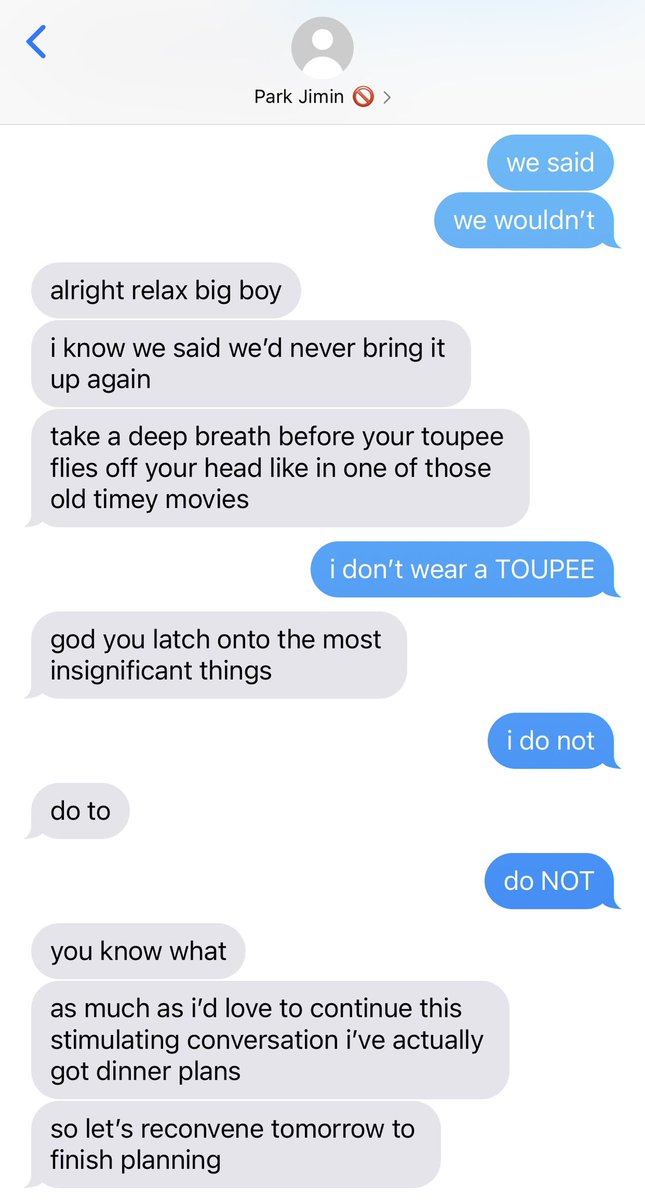 Park Jimin 🚫 >
we said
we wouldn’t
alright relax big boy
i know we said we’d never bring it
up again
take a deep breath before your toupee
flies off your head like in one of those
old timey movies
i don’t wear a TOUPEE
god you latch onto the most
insignificant things
i do not
do to
do NOT
you know what
as much as i’d love to continue this
stimulating conversation i’ve actually
got dinner plans
so let’s reconvene tomorrow to
finish planning